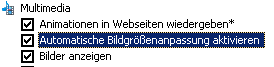 Multimedia
Animationen in Webseiten wiedergeben*
Automatische Bildgrößenanpassung aktivieren
Bilder anzeigen